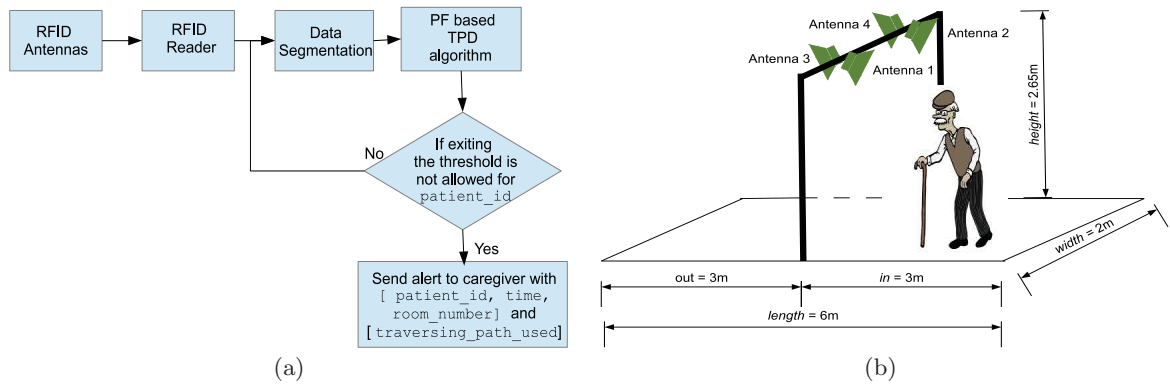 RFID
Antennas
RFID
Reader
Data
Segmentation
PF based
TPD
algorithm
If exiting
the threshold is
not allowed for
patient_id
No
Yes
Send alert to caregiver with
[ patient_id, time,
room_number] and
[traversing_path_used]
(a)
Antenna 4
Antenna 2
Antenna 3
Antenna 1
height = 2.65m
width = 2m
out = 3m
in = 3m
length = 6m
(b)